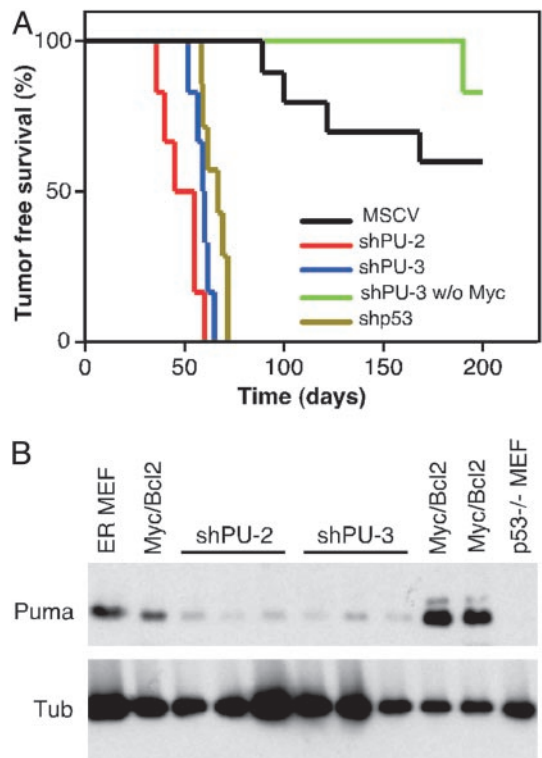 A
Tumor free survival (%)
100
50
0
MSCV
shPU-2
shPU-3
shPU-3 w/o Myc
shp53
0 50 100 150 200
Time (days)
B
ER MEF
Myc/Bcl2
shPU-2
shPU-3
Myc/Bcl2
Myc/Bcl2
p53-/- MEF
Puma
Tub